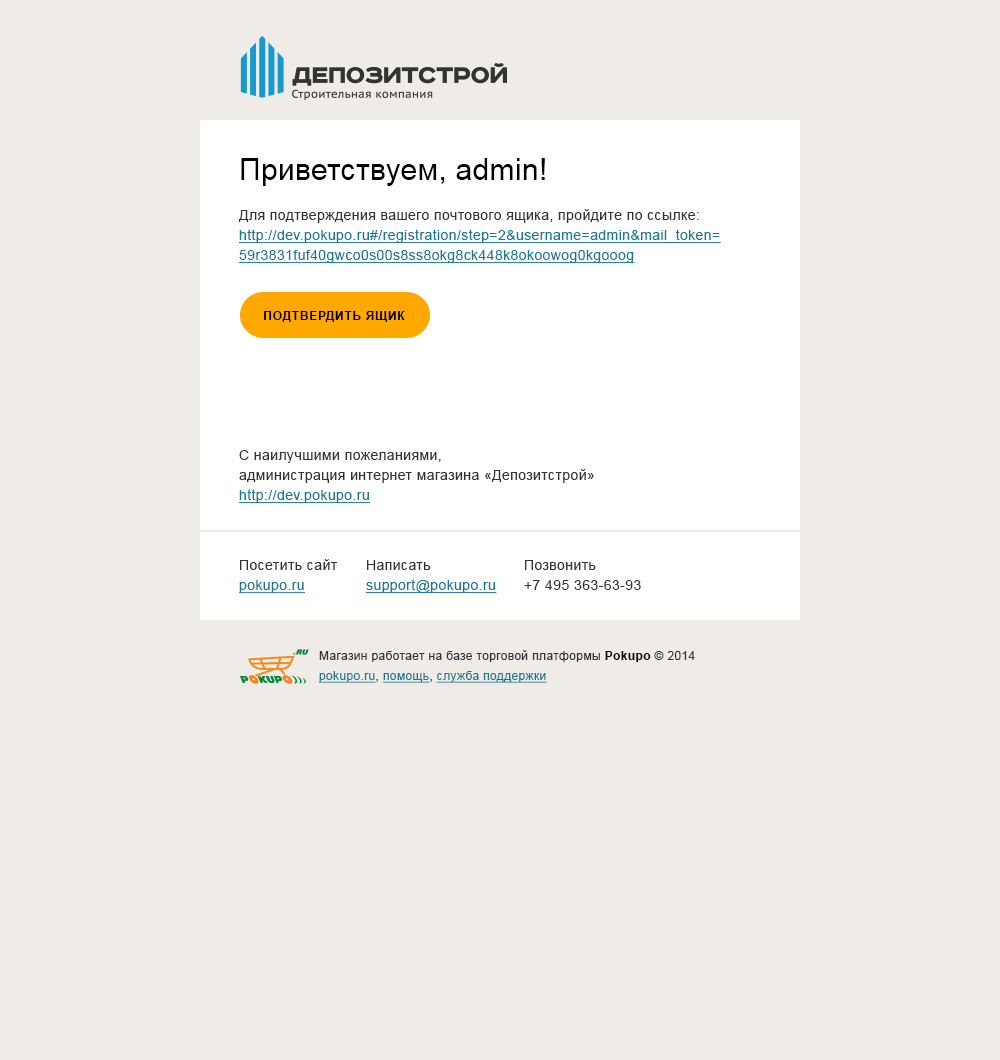 ДЕПОЗИТСТРОЙ
Строительная компания
Приветствуем, admin!
Для подтверждения вашего почтового ящика, пройдите по ссылке:
http://dev.pokupo.ru#/registration/step=2&username=admin&mail_token=
59r3831fuf40gwco0s00s8ss8okg8ck448k8okoowog0kgooog
ПОДТВЕРДИТЬ ЯЩИК
С наилучшими пожеланиями,
администрация интернет магазина «Депозитстрой»
http://dev.pokupo.ru
Посетить сайт Написать Позвонить
pokupo.ru support@pokupo.ru +7 495 363-63-93
.RU
POKUPO
Магазин работает на базе торговой платформы Pokupo © 2014
pokupo.ru, помощь, служба поддержки